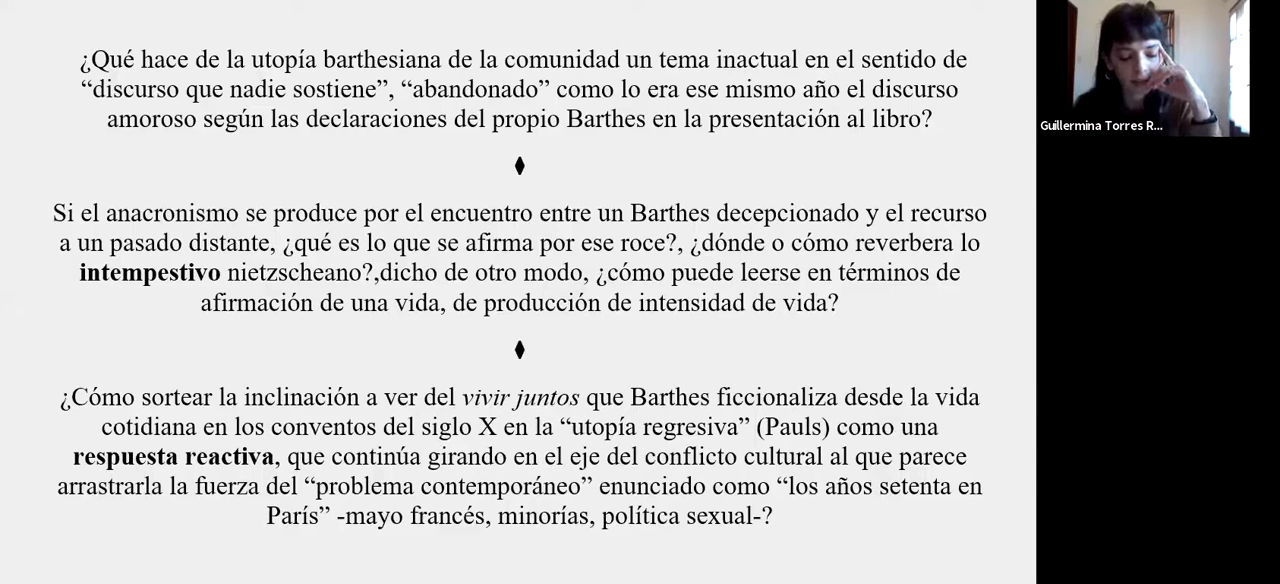 ¿Qué hace de la utopía barthesiana de la comunidad un tema inactual en el sentido de
“discurso que nadie sostiene”, “abandonado” como lo era ese mismo año el discurso
amoroso según las declaraciones del propio Barthes en la presentación al libro?
Si el anacronismo se produce por el encuentro entre un Barthes decepcionado y el recurso
a un pasado distante, ¿qué es lo que se afirma por ese roce?, ¿dónde o cómo reverbera lo
intempestivo nietzscheano?,dicho de otro modo, ¿cómo puede leerse en términos de
afirmación de una vida, de producción de intensidad de vida?
¿Cómo sortear la inclinación a ver del vivir juntos que Barthes ficcionaliza desde la vida
cotidiana en los conventos del siglo X en la “utopía regresiva” (Pauls) como una
respuesta reactiva, que continúa girando en el eje del conflicto cultural al que parece
arrastrarla la fuerza del “problema contemporáneo” enunciado como “los años setenta en
París” -mayo francés, minorías, política sexual-?
Guillermina Torres R...